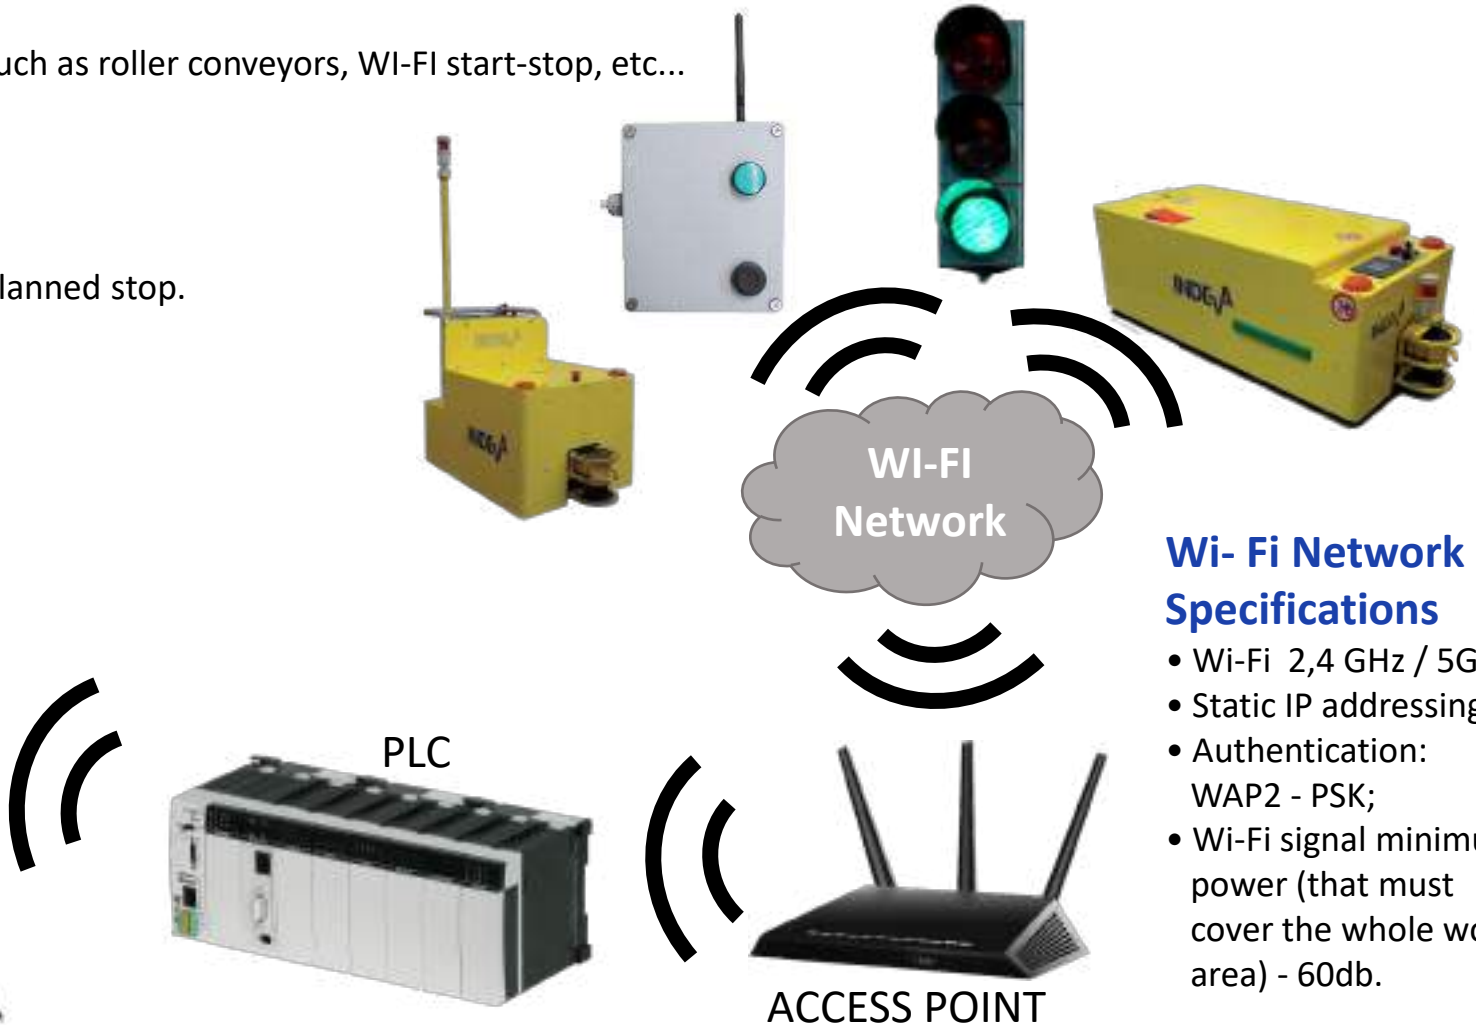 uch as roller conveyors, WI-FI start-stop, etc...
lanned stop.
INDEVA
INDEVA
WI-FI
Network
Wi- Fi Network
Specifications
• Wi-Fi 2,4 GHz / 5G
• Static IP addressing
• Authentication:
WAP2 - PSK;
• Wi-Fi signal minimu
power (that must
cover the whole wo
area) - 60db.
PLC
ACCESS POINT